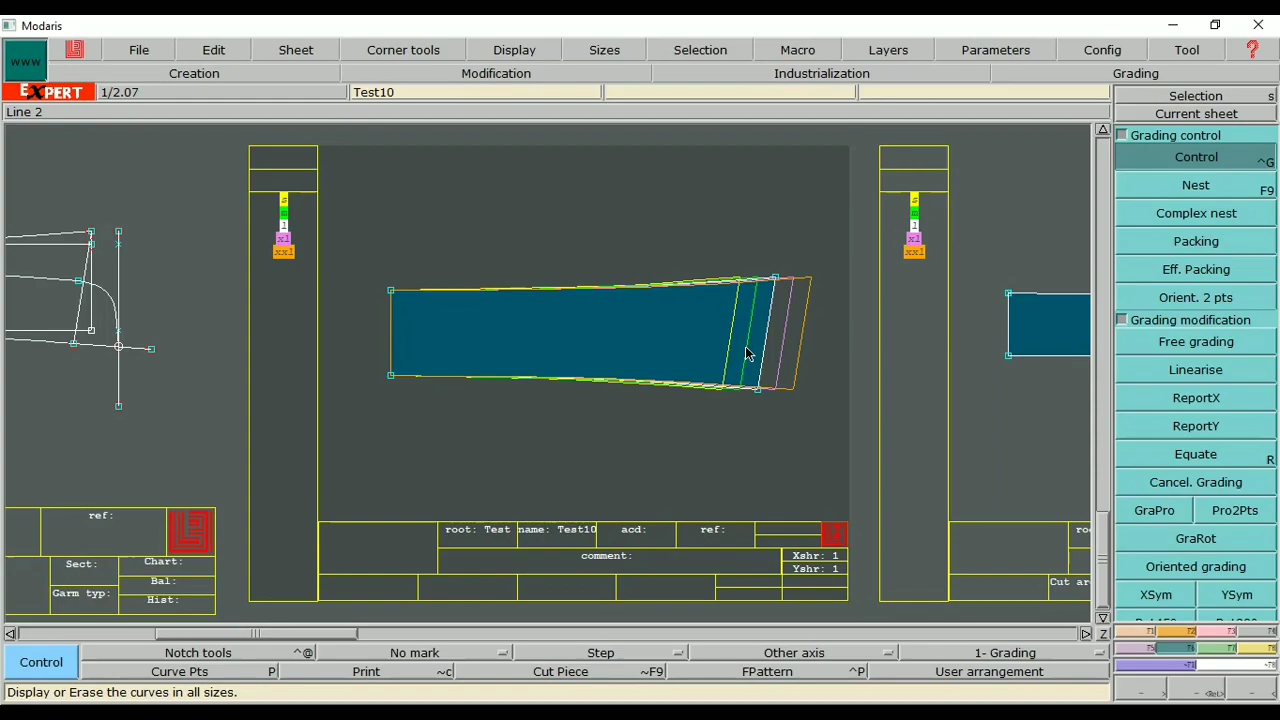 Modaris
www
File
Edit
Sheet
Corner tools
Display
Sizes
Selection
Macro
Layers
Parameters
Config
Tool
Creation
Modification
Industrialization
Grading
EXPERT
1/2.07
Test10
Line 2
Selection s
Current sheet
Grading control
Control ^G
Nest F9
Complex nest
Packing
Eff. Packing
Orient. 2 pts
Grading modification
Free grading
Linearise
ReportX
ReportY
Equate R
Cancel. Grading
GraPro
Pro2Pts
GraRot
Oriented grading
XSym
YSym
s
m
l
xl
xxl
s
m
l
xl
xxl
ref:
Sect:
Chart:
Bal:
Garm typ:
Hist:
root: Test
name: Test10
acd:
ref:
comment:
Xshr: 1
Yshr: 1
Cut ar
Z
Control
Notch tools ^@
No mark
Step
Other axis
1- Grading
Curve Pts P
Print ~c
Cut Piece ~F9
FPattern ^P
User arrangement
Display or Erase the curves in all sizes.